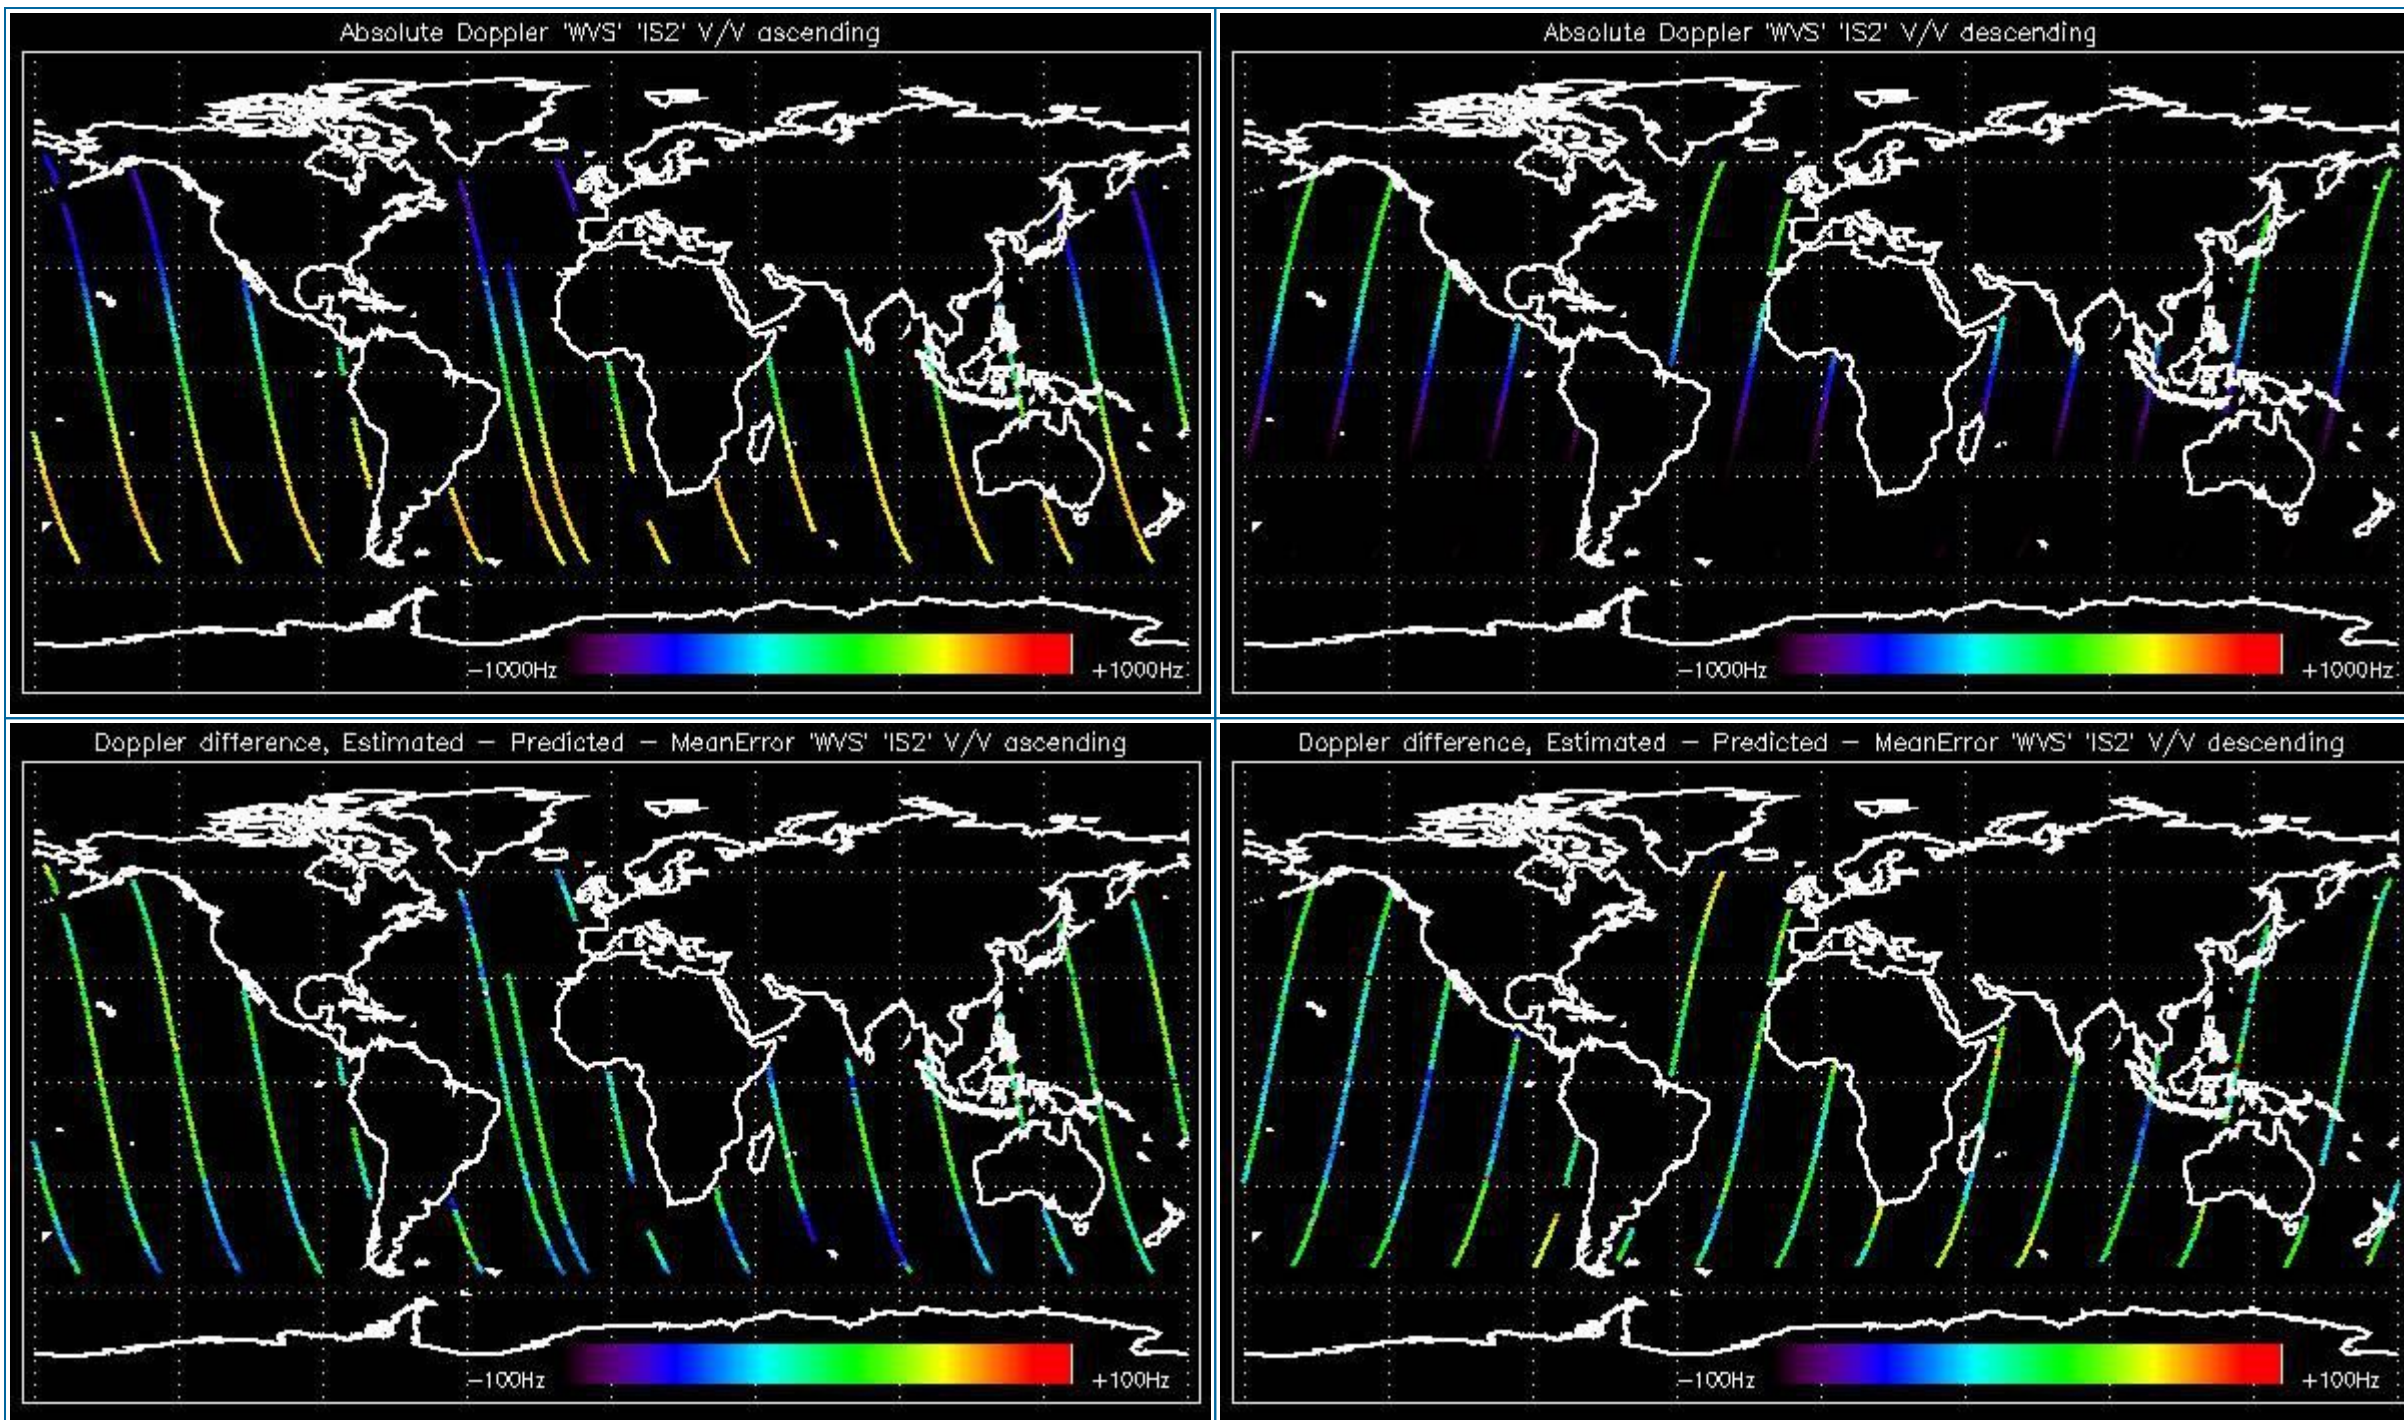 Absolute Doppler 'WVS' 'IS2' V/V ascending
-1000Hz
+1000Hz
Absolute Doppler 'WVS' 'IS2' V/V descending
-1000Hz
+1000Hz
Doppler difference, Estimated - Predicted - MeanError 'WVS' 'IS2' V/V ascending
-100Hz
+100Hz
Doppler difference, Estimated - Predicted - MeanError 'WVS' 'IS2' V/V descending
-100Hz
+100Hz